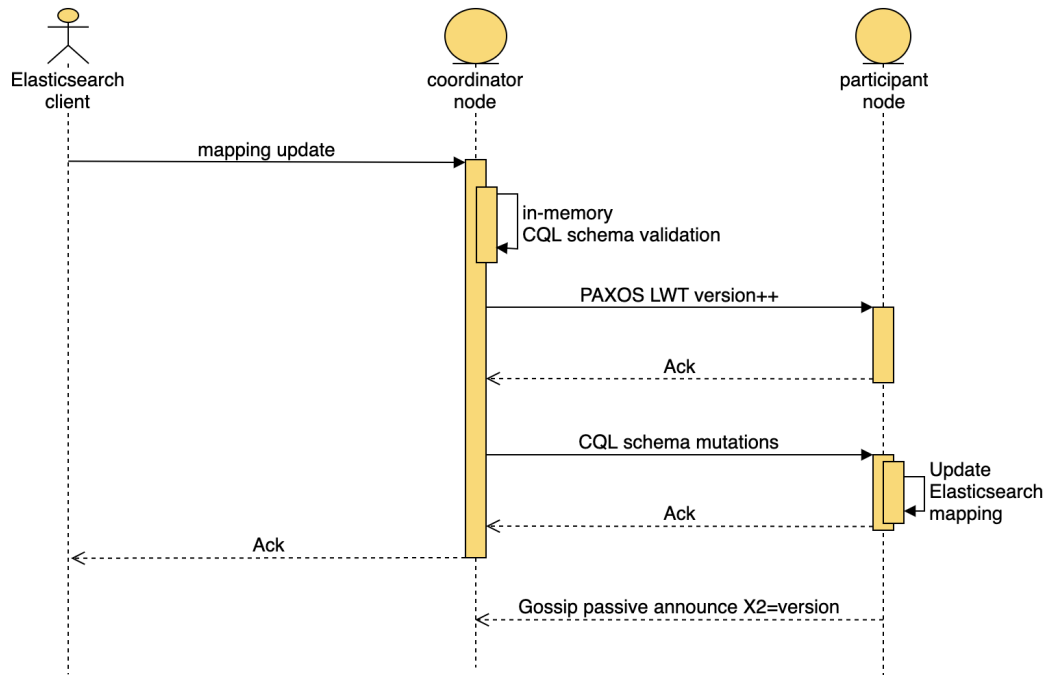 Elasticsearch
client
coordinator
node
participant
node
mapping update
in-memory
CQL schema validation
PAXOS LWT version++
Ack
CQL schema mutations
Update
Elasticsearch
mapping
Ack
Ack
Gossip passive announce X2=version